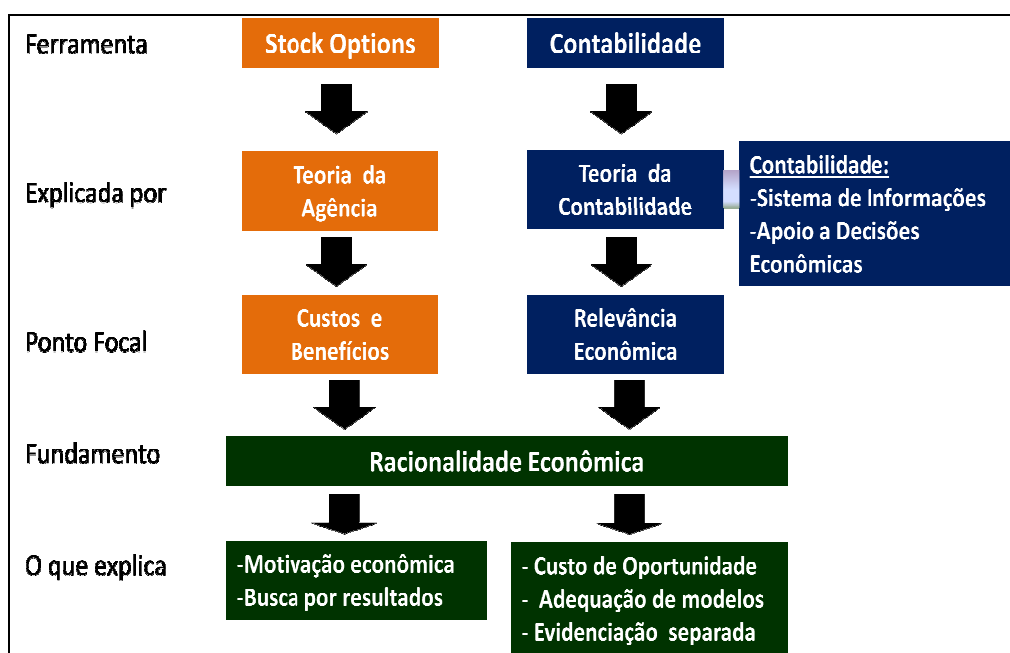 Ferramenta
Stock Options
Contabilidade
Explicada por
Teoria da
Agência
Teoria da
Contabilidade
Contabilidade:
-Sistema de Informações
-Apoio a Decisões
Econômicas
Ponto Focal
Custos e
Benefícios
Relevância
Econômica
Fundamento
Racionalidade Econômica
O que explica
-Motivação econômica
-Busca por resultados
- Custo de Oportunidade
- Adequação de modelos
- Evidenciação separada